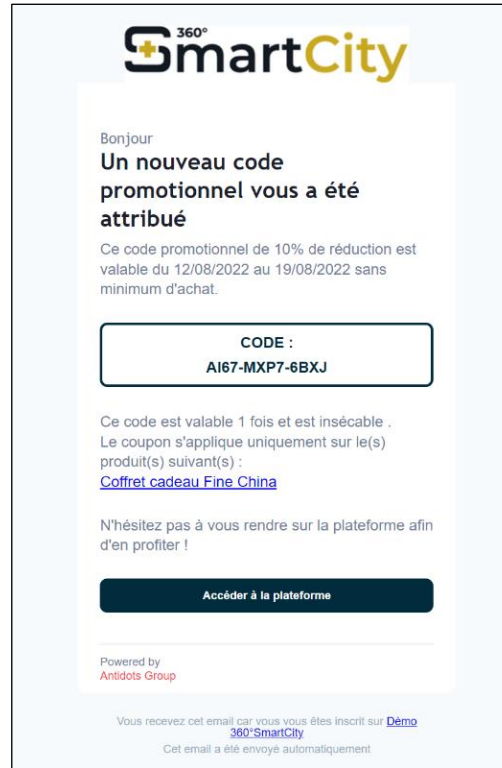 360°
SmartCity
Bonjour
Un nouveau code
promotionnel vous a été
attribué
Ce code promotionnel de 10% de réduction est
valable du 12/08/2022 au 19/08/2022 sans
minimum d'achat.
CODE :
AI67-MXP7-6BXJ
Ce code est valable 1 fois et est insécable .
Le coupon s'applique uniquement sur le(s)
produit(s) suivant(s) :
Coffret cadeau Fine China
N'hésitez pas à vous rendre sur la plateforme afin
d'en profiter !
Accéder à la plateforme
Powered by
Antidots Group
Vous recevez cet email car vous vous êtes inscrit sur Démo
360°SmartCity
Cet email a été envoyé automatiquement